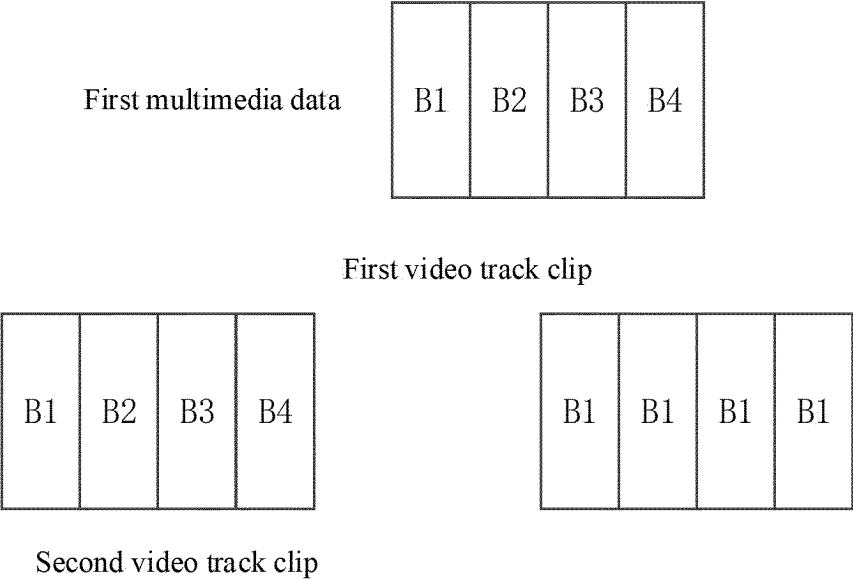 First multimedia data B1 B2 B3 B4
First video track clip
B1 B2 B3 B4 B1 B1 B1 B1
Second video track clip